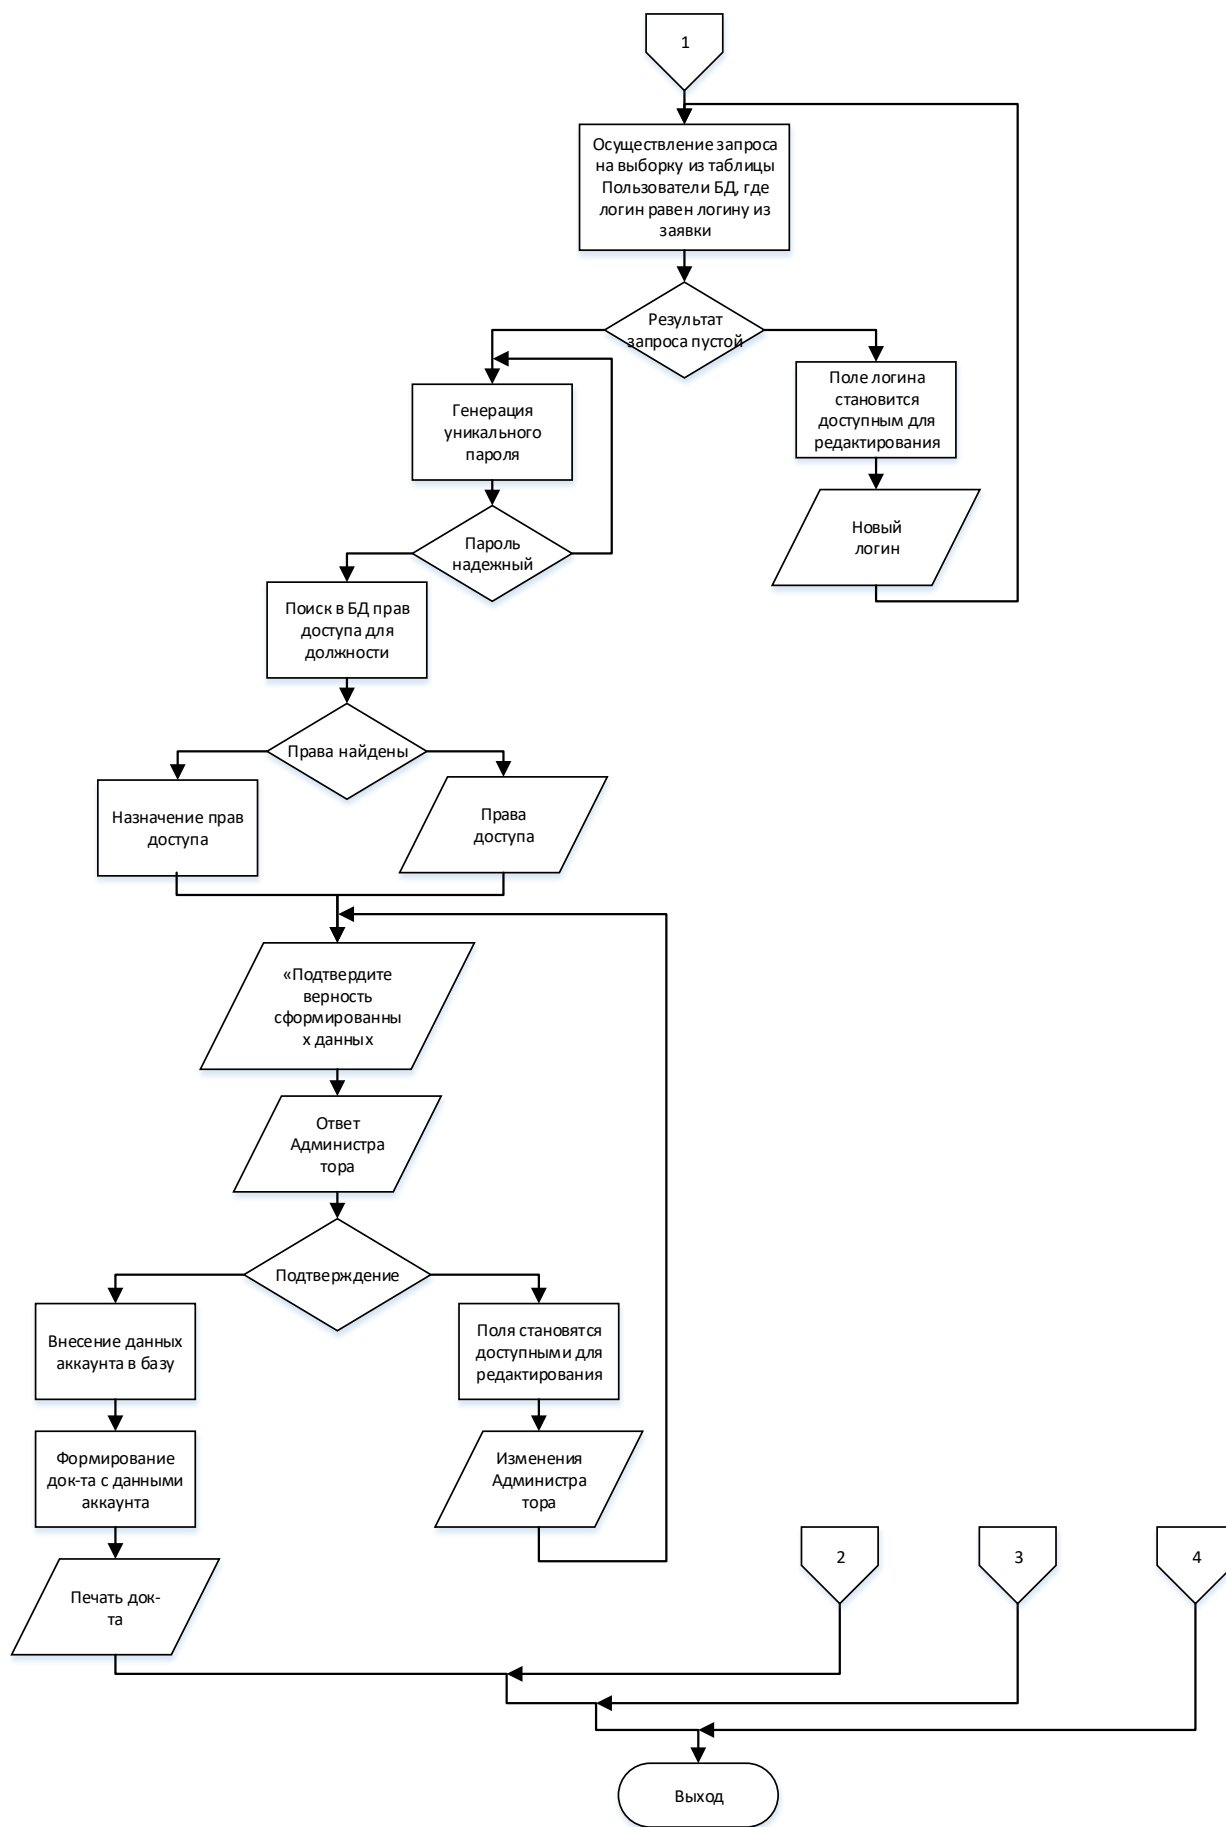 1
Осуществление запроса
на выборку из таблицы
Пользователи БД, где
логин равен логину из
заявки
Результат
запроса пустой
Поле логина
становится
доступным для
редактирования
Генерация
уникального
пароля
Новый
логин
Пароль
надежный
Поиск в БД прав
доступа для
должности
Права найдены
Назначение прав
доступа
Права
доступа
«Подтвердите
верность
сформированны
х данных
Ответ
Администра
тора
Подтверждение
Внесение данных
аккаунта в базу
Поля становятся
доступными для
редактирования
Формирование
док-та с данными
аккаунта
Изменения
Администра
тора
2
3
4
Печать док-
та
Выход